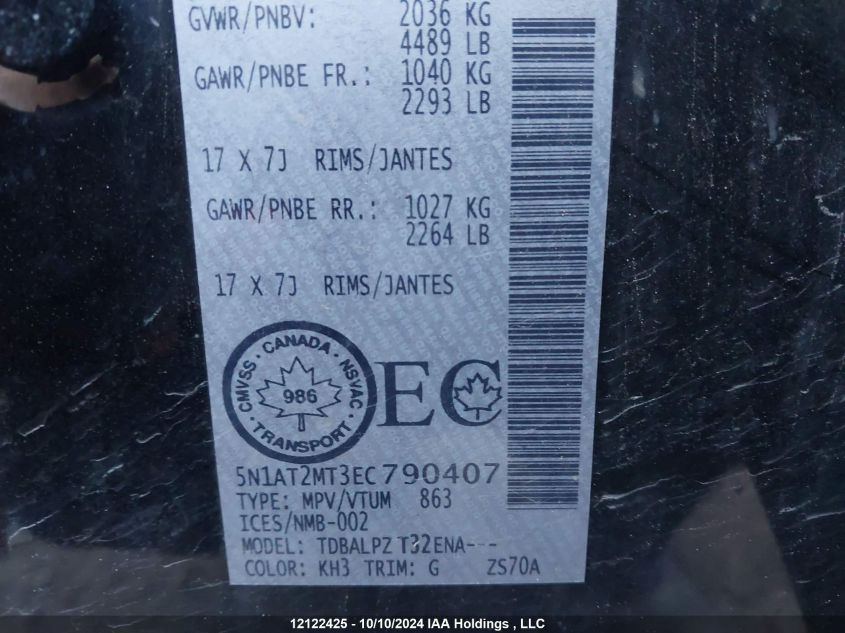 GVWR/PNBV: 2036 KG
4489 LB
GAWR/PNBE FR.: 1040 KG
2293 LB
17 X 7J RIMS/JANTES
GAWR/PNBE RR.: 1027 KG
2264 LB
17 X 7J RIMS/JANTES
CMVSS · CANADA · NSVAC · TRANSPORT ·
986
EC
5N1AT2MT3EC790407
TYPE: MPV/VTUM 863
ICES/NMB-002
MODEL: TDBALPZ T32ENA---
COLOR: KH3 TRIM: G ZS70A
12122425 - 10/10/2024 IAA Holdings , LLC